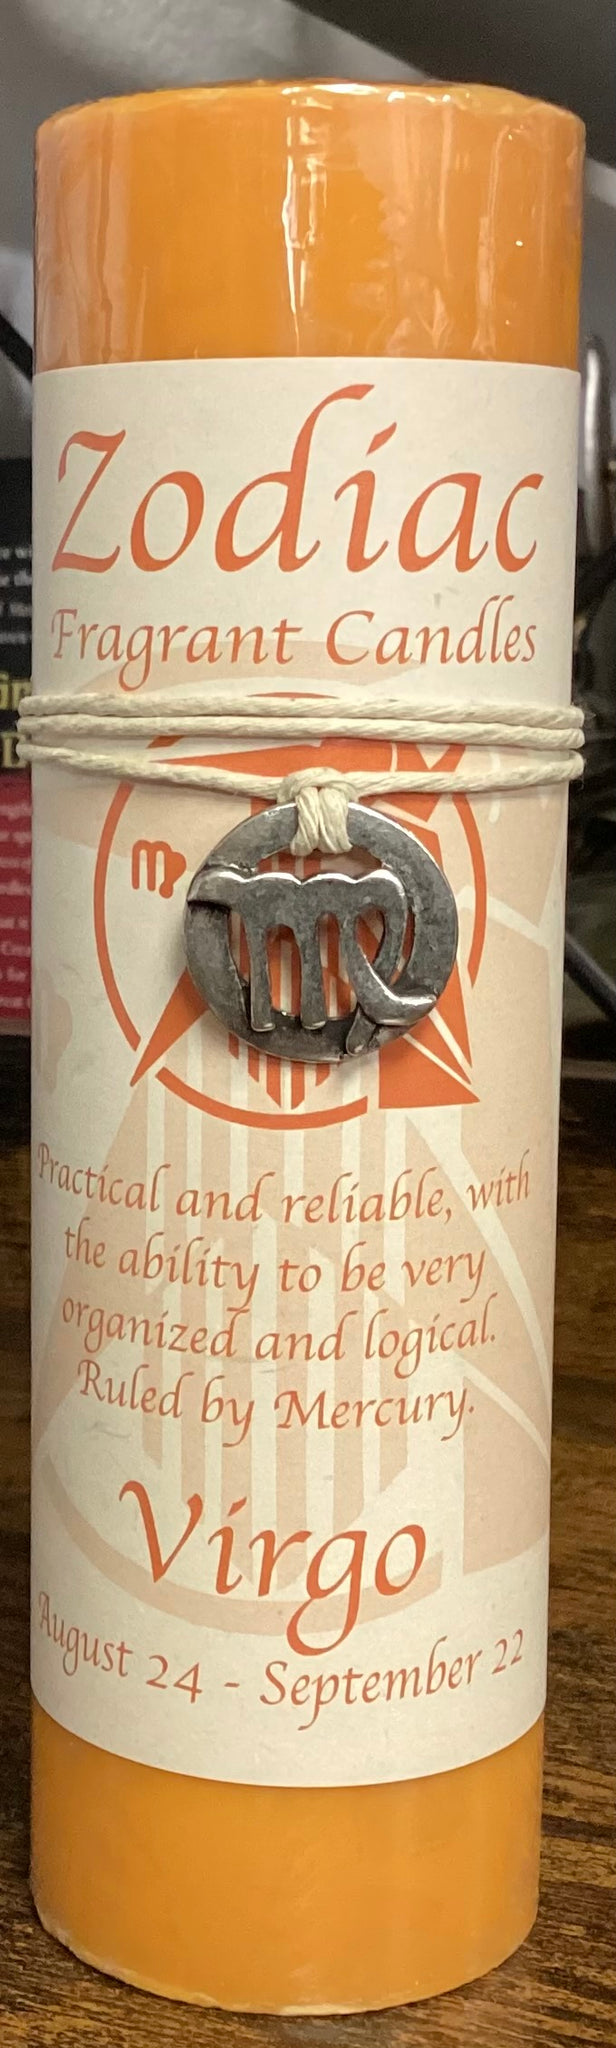 Zodiac
Fragrant Candles
Practical and reliable, with
the ability to be very
organized and logical.
Ruled by Mercury.
Virgo
August 24 - September 22